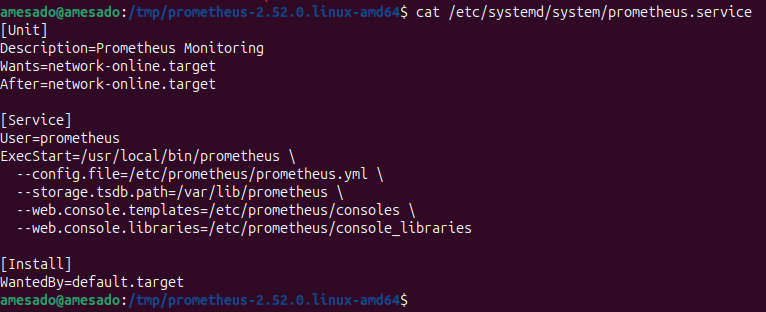 amesado@amesado:/tmp/prometheus-2.52.0.linux-amd64$ cat /etc/systemd/system/prometheus.service
[Unit]
Description=Prometheus Monitoring
Wants=network-online.target
After=network-online.target

[Service]
User=prometheus
ExecStart=/usr/local/bin/prometheus \
  --config.file=/etc/prometheus/prometheus.yml \
  --storage.tsdb.path=/var/lib/prometheus \
  --web.console.templates=/etc/prometheus/consoles \
  --web.console.libraries=/etc/prometheus/console_libraries

[Install]
WantedBy=default.target
amesado@amesado:/tmp/prometheus-2.52.0.linux-amd64$